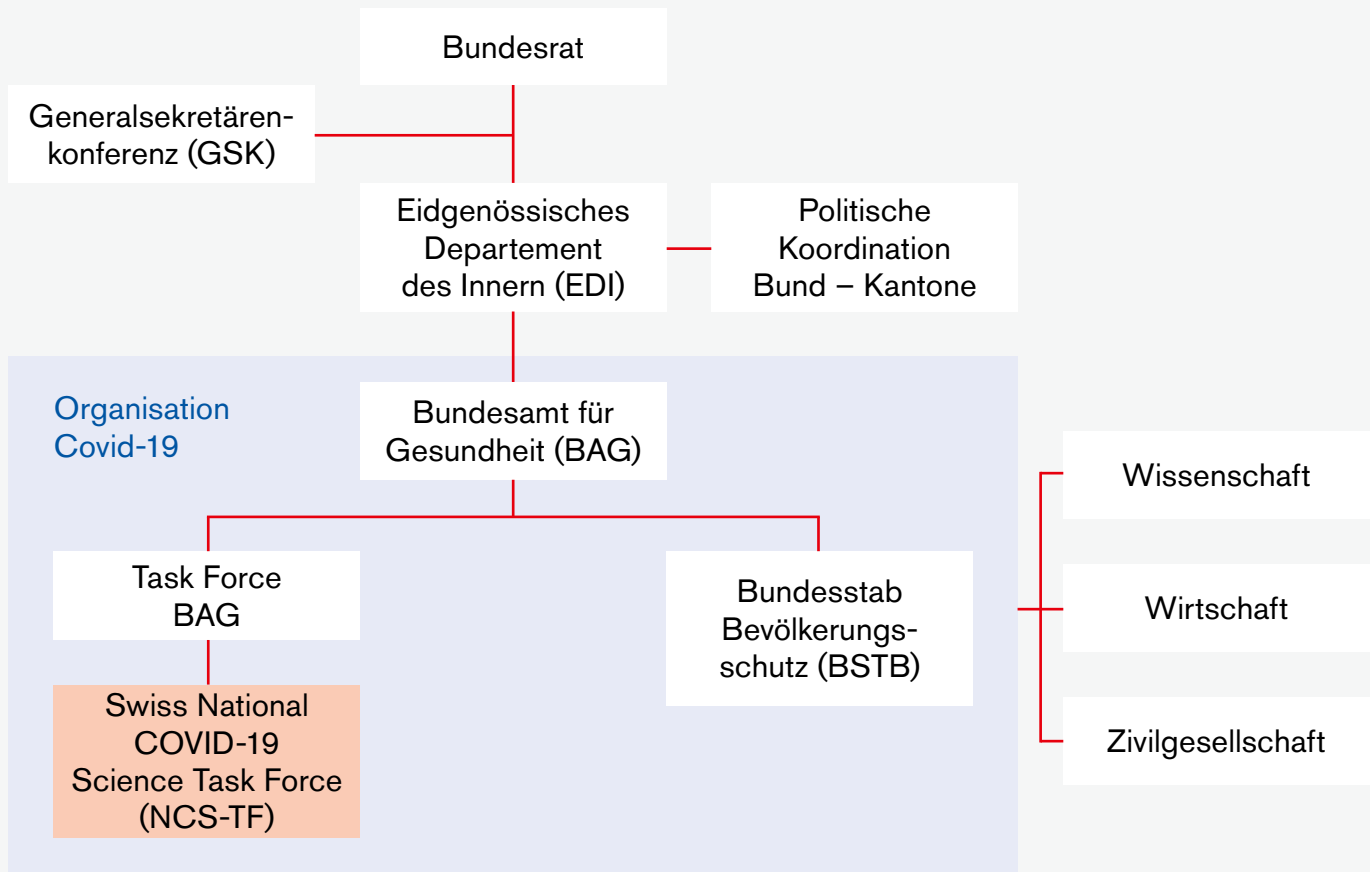 Bundesrat
Generalsekretären-
konferenz (GSK)
Eidgenössisches
Departement
des Innern (EDI)
Politische
Koordination
Bund – Kantone
Organisation
Covid-19
Bundesamt für
Gesundheit (BAG)
Task Force
BAG
Bundesstab
Bevölkerungs-
schutz (BSTB)
Swiss National
COVID-19
Science Task Force
(NCS-TF)
Wissenschaft
Wirtschaft
Zivilgesellschaft